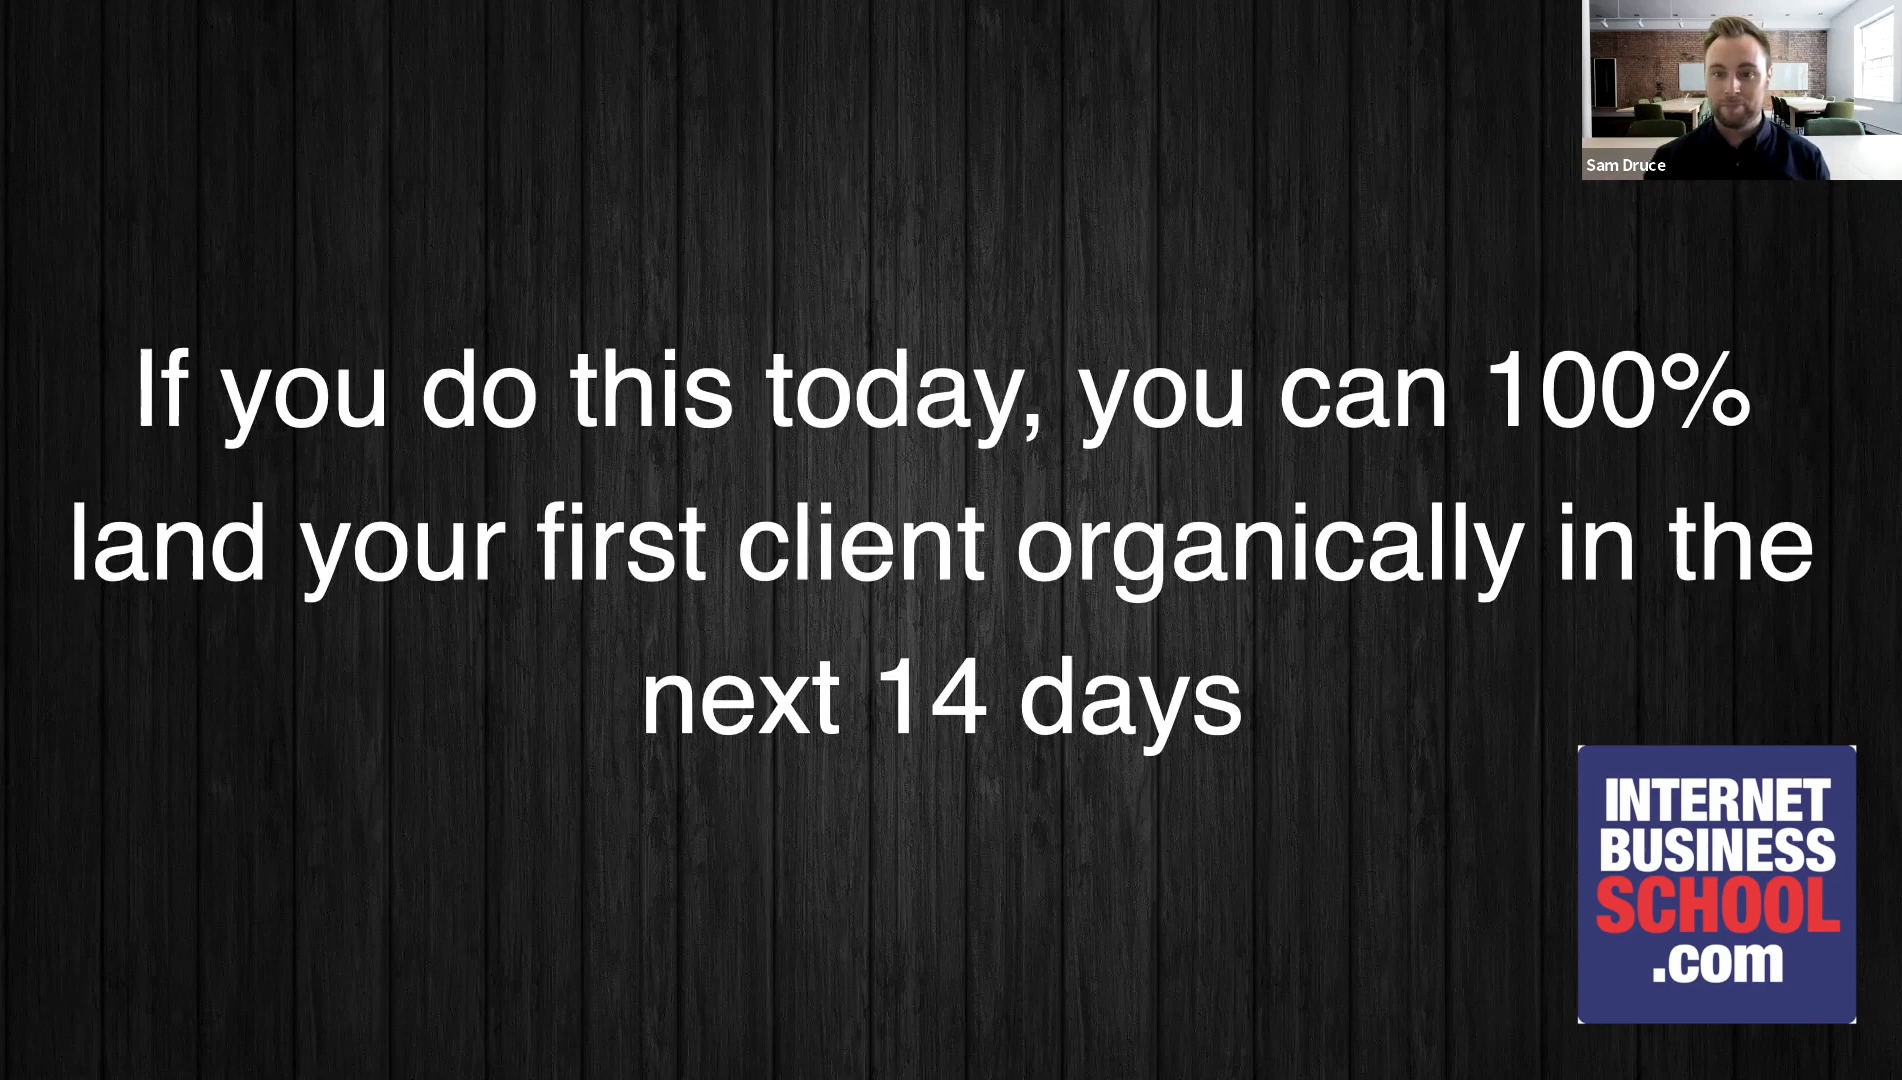 Sam Druce
If you do this today, you can 100%
land your first client organically in the
next 14 days
INTERNET
BUSINESS
SCHOOL
.com